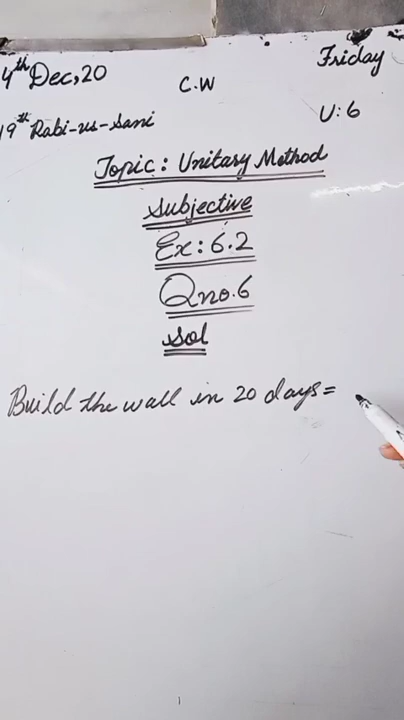 4th Dec,20
Friday
C.W
19th Rabi-us-Sani
U:6
Topic: Unitary Method
Subjective
Ex: 6.2
Qno.6
Sol
Build the wall in 20 days=